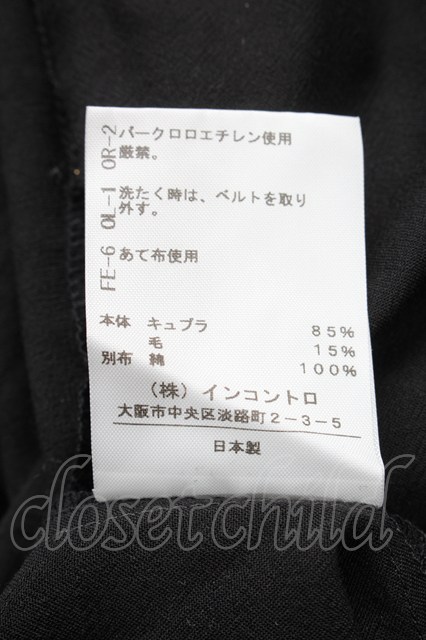 OR-2 パークロロエチレン使用
厳禁。
OL-1 洗たく時は、ベルトを取り
外す。
FE-6 あて布使用
本体 キュプラ 85%
毛 15%
別布 綿 100%
(株)インコントロ
大阪市中央区淡路町2-3-5
日本製
closet child